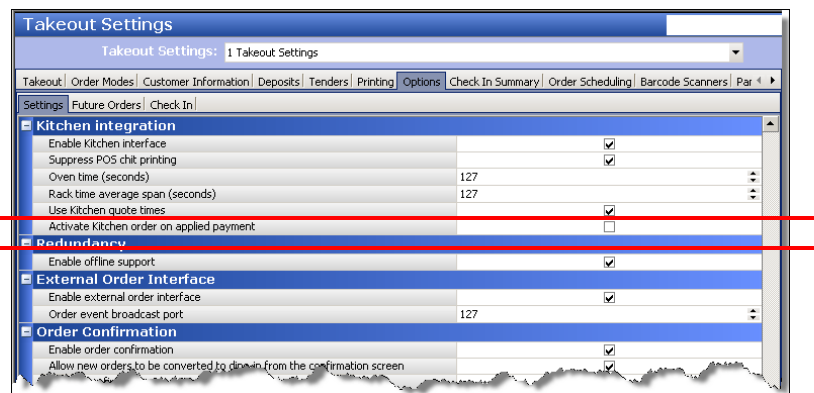 Takeout Settings
Takeout Settings: 1 Takeout Settings
Takeout Order Modes Customer Information Deposits Tenders Printing Options Check In Summary Order Scheduling Barcode Scanners Par
Settings Future Orders Check In
Kitchen integration
Enable Kitchen interface
Suppress POS chit printing
Oven time (seconds) 127
Rack time average span (seconds) 127
Use Kitchen quote times
Activate Kitchen order on applied payment
Redundancy
Enable offline support
External Order Interface
Enable external order interface
Order event broadcast port 127
Order Confirmation
Enable order confirmation
Allow new orders to be converted to dine-in from the confirmation screen